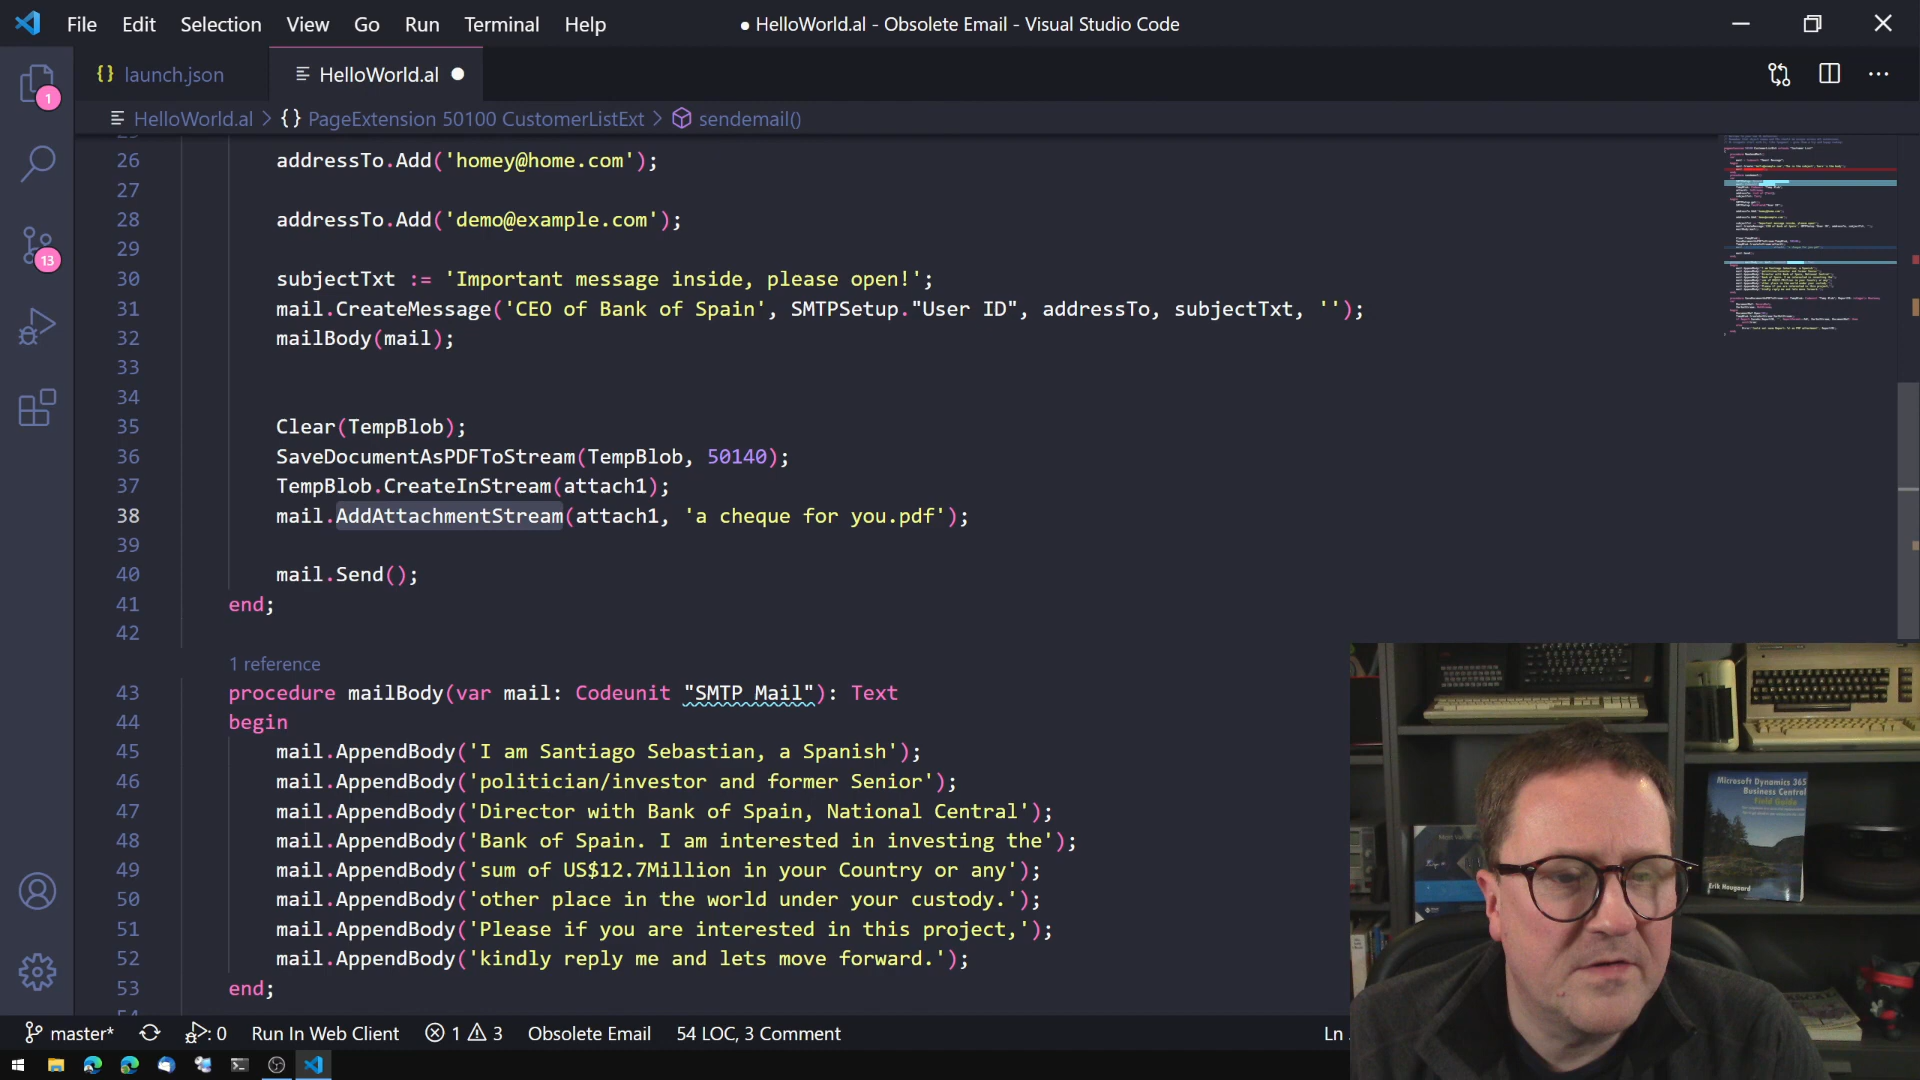 File Edit Selection View Go Run Terminal Help
● HelloWorld.al - Obsolete Email - Visual Studio Code
{} launch.json
HelloWorld.al ●
HelloWorld.al > {} PageExtension 50100 CustomerListExt > sendemail()
1
13
26 addressTo.Add('homey@home.com');
27
28 addressTo.Add('demo@example.com');
29
30 subjectTxt := 'Important message inside, please open!';
31 mail.CreateMessage('CEO of Bank of Spain', SMTPSetup."User ID", addressTo, subjectTxt, '');
32 mailBody(mail);
33
34
35 Clear(TempBlob);
36 SaveDocumentAsPDFToStream(TempBlob, 50140);
37 TempBlob.CreateInStream(attach1);
38 mail.AddAttachmentStream(attach1, 'a cheque for you.pdf');
39
40 mail.Send();
41 end;
42
1 reference
43 procedure mailBody(var mail: Codeunit "SMTP Mail"): Text
44 begin
45 mail.AppendBody('I am Santiago Sebastian, a Spanish');
46 mail.AppendBody('politician/investor and former Senior');
47 mail.AppendBody('Director with Bank of Spain, National Central');
48 mail.AppendBody('Bank of Spain. I am interested in investing the');
49 mail.AppendBody('sum of US$12.7Million in your Country or any');
50 mail.AppendBody('other place in the world under your custody.');
51 mail.AppendBody('Please if you are interested in this project,');
52 mail.AppendBody('kindly reply me and lets move forward.');
53 end;
Microsoft Dynamics 365
Business Central
Field Guide
Erik Hougaard
master* 0 Run In Web Client 1 3 Obsolete Email 54 LOC, 3 Comment Ln